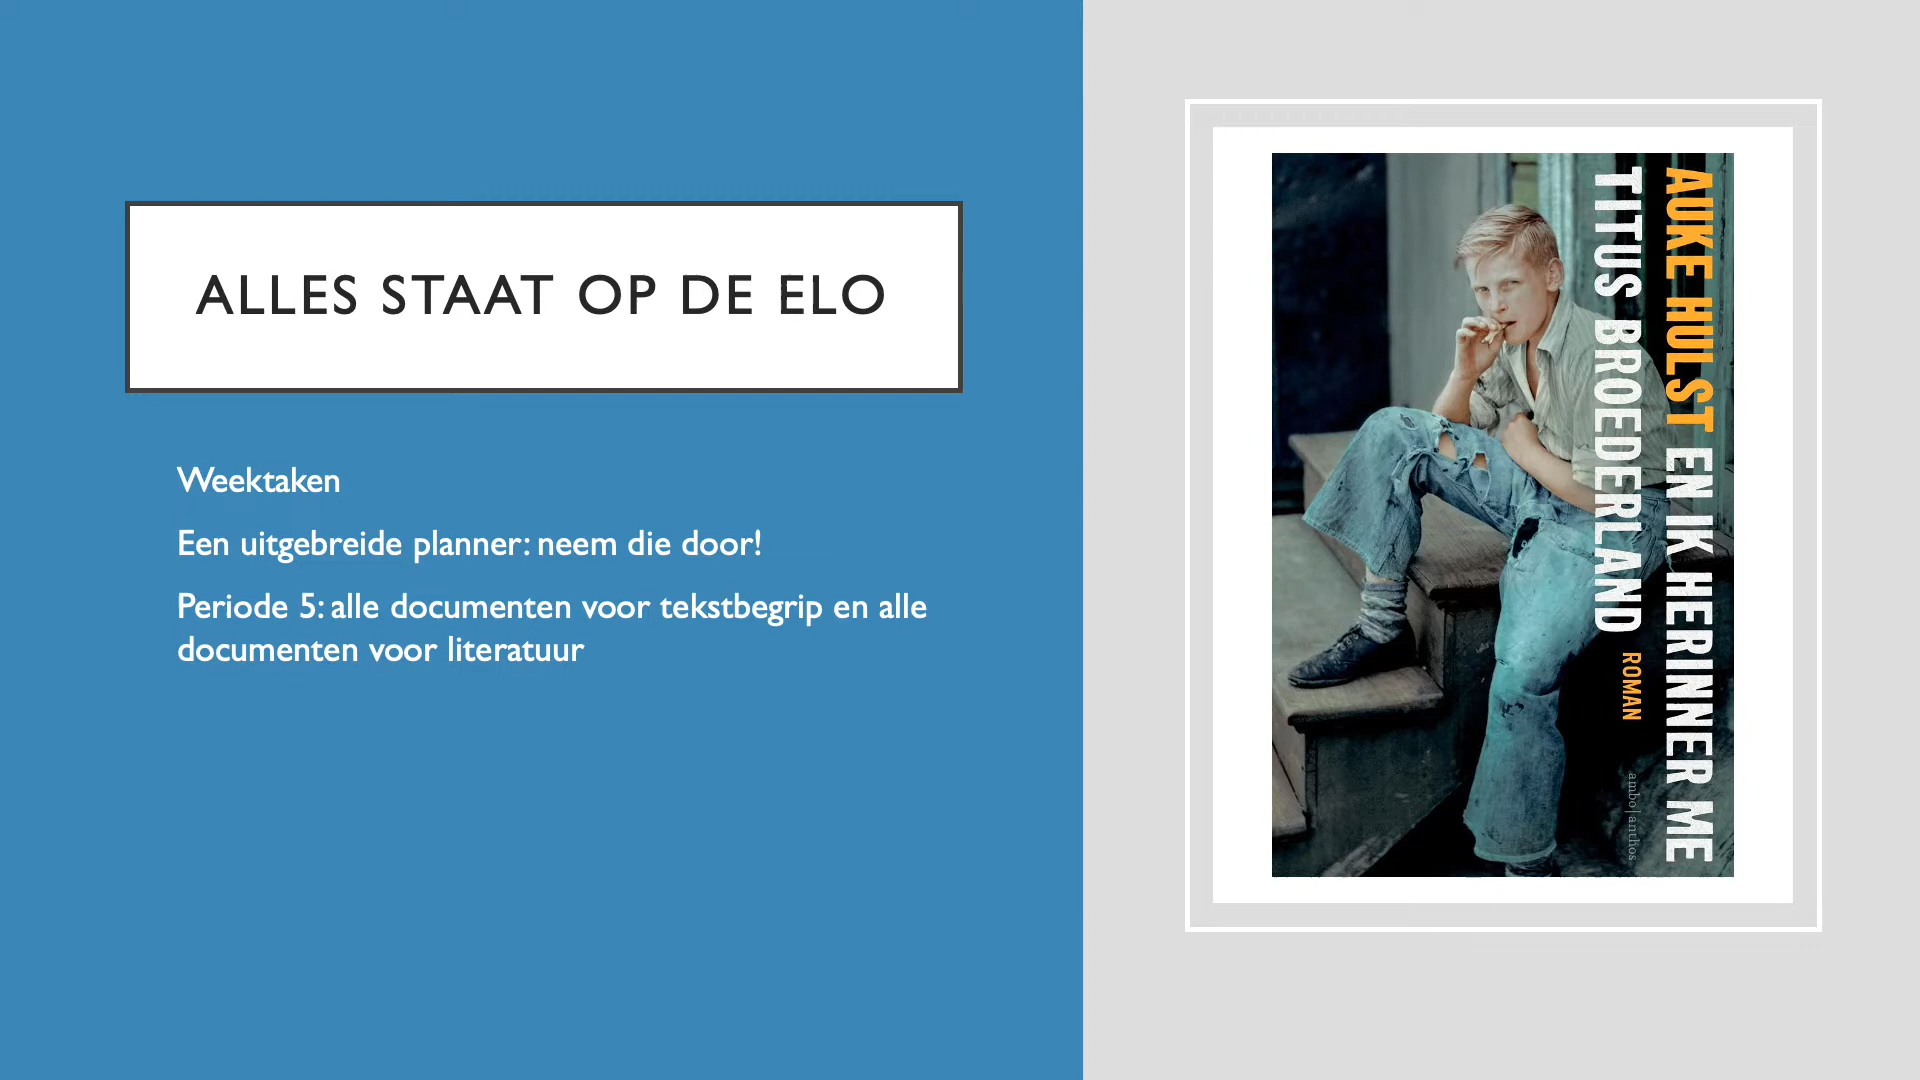 ALLES STAAT OP DE ELO
Weektaken
Een uitgebreide planner: neem die door!
Periode 5: alle documenten voor tekstbegrip en alle
documenten voor literatuur
AUKE HULST EN IK HERINNER ME
TITUS BROEDERLAND ROMAN
ambo|anthos